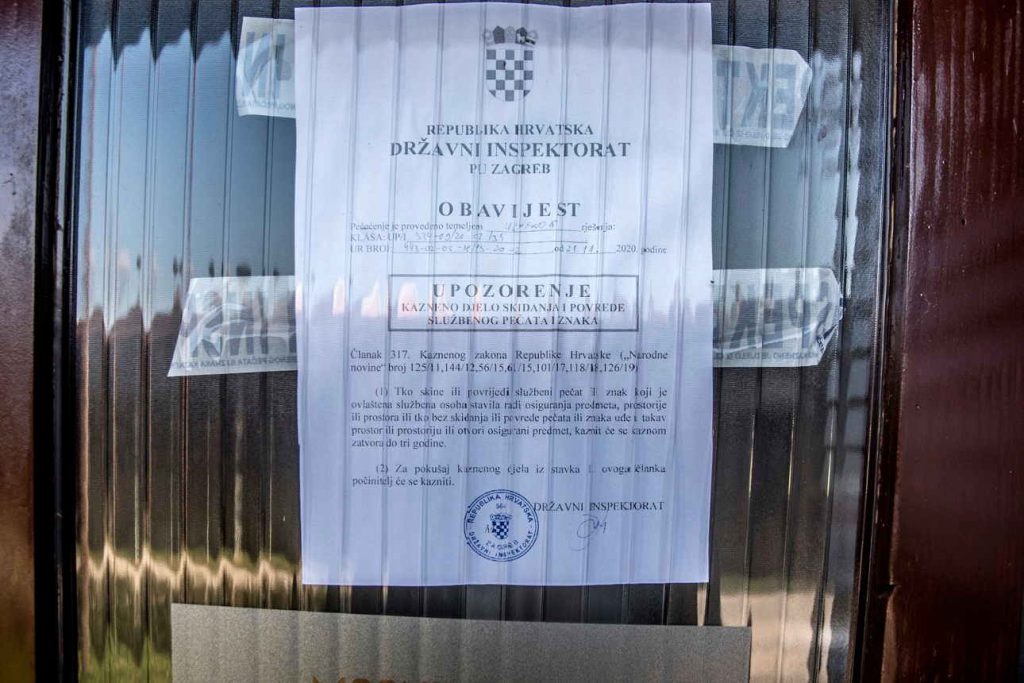 REPUBLIKA HRVATSKA
DRŽAVNI INSPEKTORAT
PU ZAGREB
OBAVIJEST
Pečaćenje je provedeno temeljem rješenja:
KLASA: UP/I
UR BROJ: od 2020. godine
UPOZORENJE
KAZNENO DJELO SKIDANJA I POVREDE
SLUŽBENOG PEČATA I ZNAKA
Članak 317. Kaznenog zakona Republike Hrvatske („Narodne
novine“ broj 125/11,144/12,56/15,61/15,101/17,118/18,126/19)
(1) Tko skine ili povrijedi službeni pečat ili znak koji je
ovlaštena službena osoba stavila radi osiguranja predmeta, prostorije
ili prostora ili tko bez skidanja ili povrede pečata ili znaka uđe u takav
prostor ili prostoriju ili otvori osigurani predmet, kaznit će se kaznom
zatvora do tri godine.
(2) Za pokušaj kaznenog djela iz stavka 1. ovoga članka
počinitelj će se kazniti.
DRŽAVNI INSPEKTORAT
REPUBLIKA HRVATSKA
DRŽAVNI INSPEKTORAT
ZAGREB